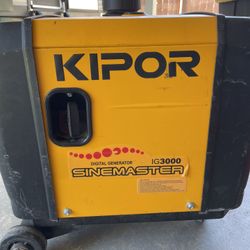 KIPOR
DIGITAL GENERATOR IG3000
SINEMASTER